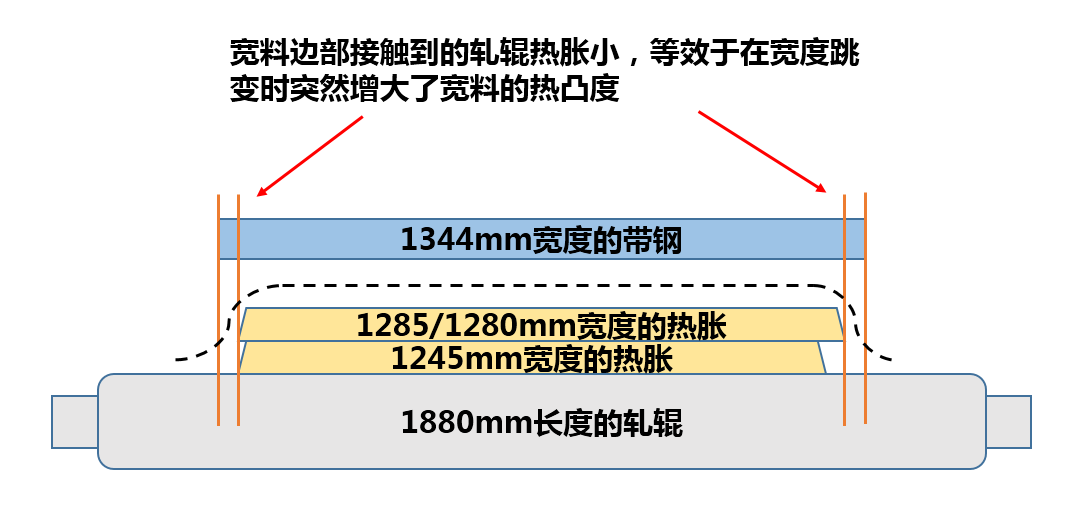 宽料边部接触到的轧辊热胀小，等效于在宽度跳
变时突然增大了宽料的热凸度
1344mm宽度的带钢
1285/1280mm宽度的热胀
1245mm宽度的热胀
1880mm长度的轧辊